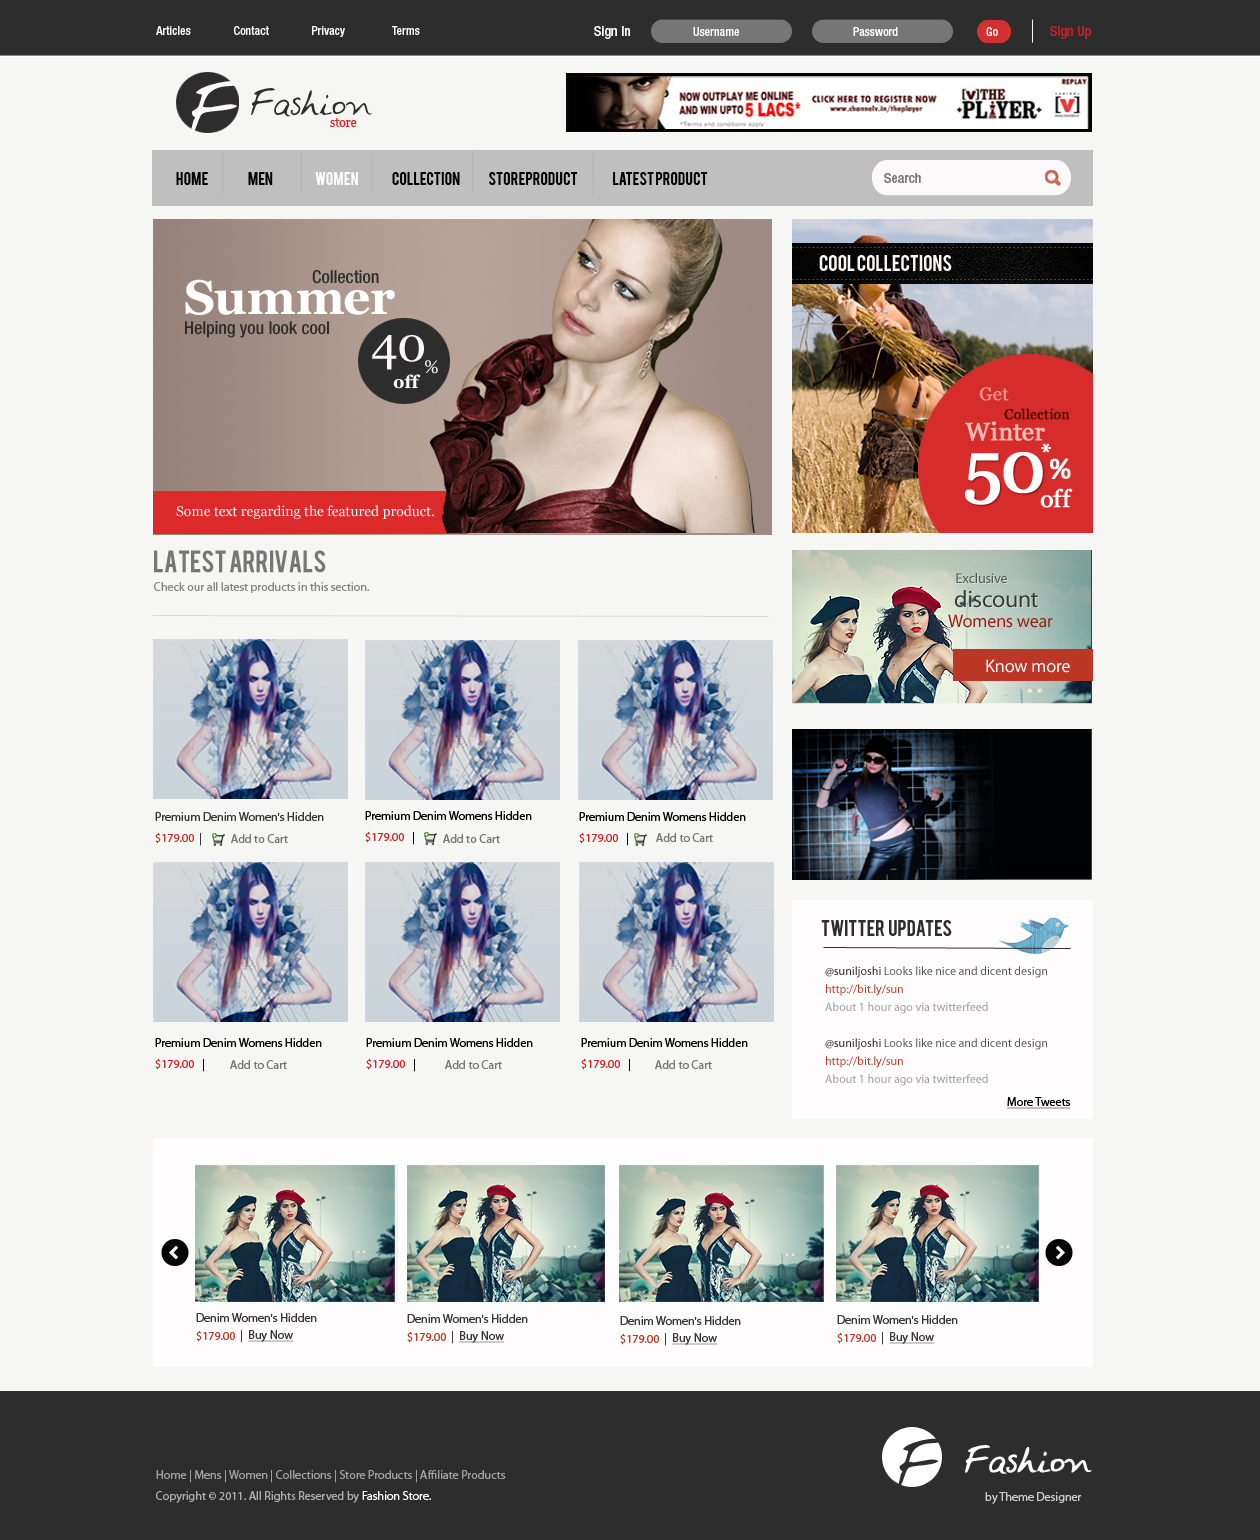 Articles Contact Privacy Terms Sign In Username Password Go Sign Up
F Fashion
store
NOW OUTPLAY ME ONLINE
AND WIN UPTO 5 LACS*
*Terms and conditions apply
CLICK HERE TO REGISTER NOW
www.channelv.in/theplayer
[v]THE
PLAYER
REPLAY
[V]
HOME MEN WOMEN COLLECTION STOREPRODUCT LATESTPRODUCT Search
Collection
Summer
Helping you look cool
40%
off
Some text regarding the featured product.
COOL COLLECTIONS
Get
Collection
Winter
50*%
off
LATEST ARRIVALS
Check our all latest products in this section.
Exclusive
discount
Womens wear
Know more
Premium Denim Women's Hidden
$179.00 | Add to Cart
Premium Denim Womens Hidden
$179.00 | Add to Cart
Premium Denim Womens Hidden
$179.00 | Add to Cart
Premium Denim Womens Hidden
$179.00 | Add to Cart
Premium Denim Womens Hidden
$179.00 | Add to Cart
Premium Denim Womens Hidden
$179.00 | Add to Cart
TWITTER UPDATES
@suniljoshi Looks like nice and dicent design
http://bit.ly/sun
About 1 hour ago via twitterfeed
@suniljoshi Looks like nice and dicent design
http://bit.ly/sun
About 1 hour ago via twitterfeed
More Tweets
Denim Women's Hidden
$179.00 | Buy Now
Denim Women's Hidden
$179.00 | Buy Now
Denim Women's Hidden
$179.00 | Buy Now
Denim Women's Hidden
$179.00 | Buy Now
Home | Mens | Women | Collections | Store Products | Affiliate Products
Copyright © 2011. All Rights Reserved by Fashion Store.
F Fashion
by Theme Designer